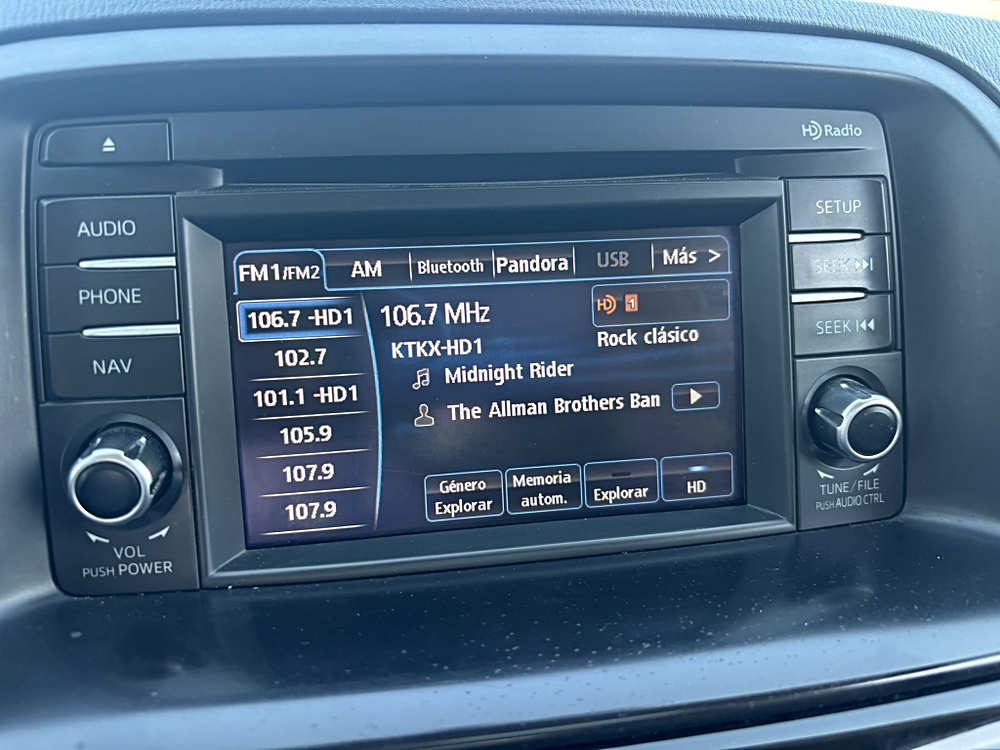 HD Radio
AUDIO
PHONE
NAV
VOL
PUSH POWER
SETUP
SEEK
SEEK
TUNE/FILE
PUSH AUDIO CTRL
FM1/FM2
AM
Bluetooth
Pandora
USB
Más >
106.7 -HD1
102.7
101.1 -HD1
105.9
107.9
107.9
106.7 MHz
HD 1
KTKX-HD1
Rock clásico
Midnight Rider
The Allman Brothers Ban
Género
Explorar
Memoria
autom.
Explorar
HD